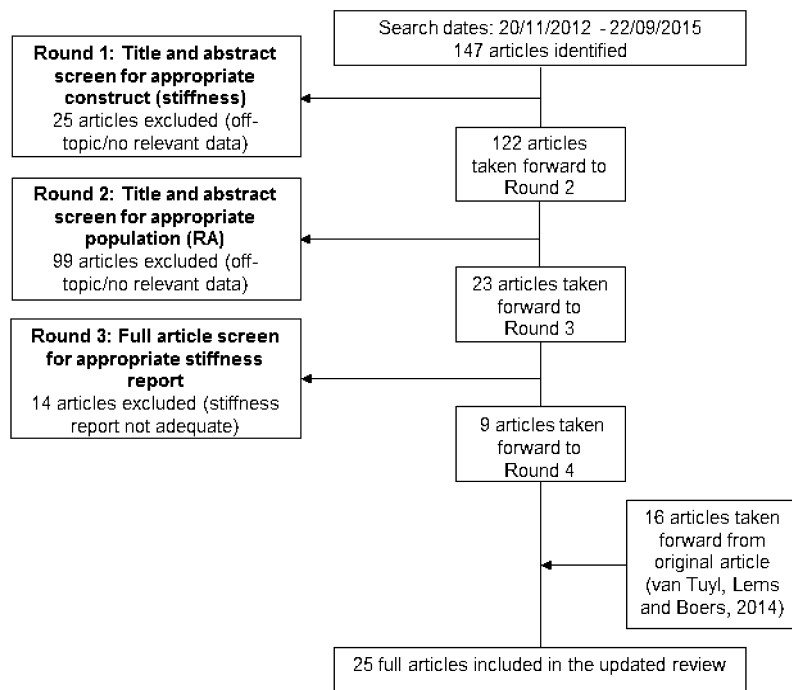 Search dates: 20/11/2012 - 22/09/2015
147 articles identified
Round 1: Title and abstract
screen for appropriate
construct (stiffness)
25 articles excluded (off-
topic/no relevant data)
122 articles
taken forward to
Round 2
Round 2: Title and abstract
screen for appropriate
population (RA)
99 articles excluded (off-
topic/no relevant data)
23 articles taken
forward to
Round 3
Round 3: Full article screen
for appropriate stiffness
report
14 articles excluded (stiffness
report not adequate)
9 articles taken
forward to
Round 4
16 articles taken
forward from
original article
(van Tuyl, Lems
and Boers, 2014)
25 full articles included in the updated review